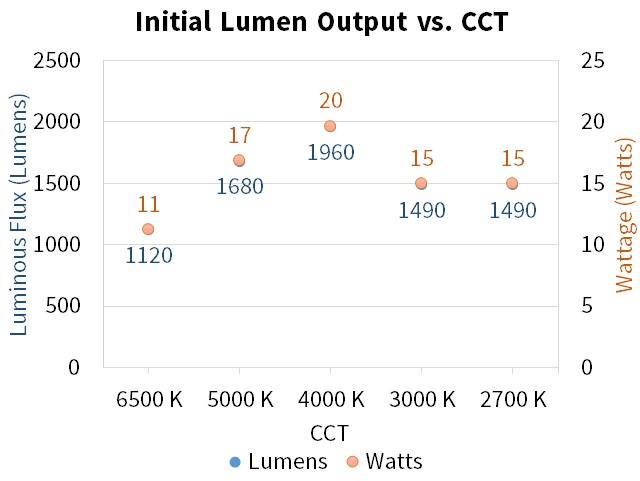 Initial Lumen Output vs. CCT
2500 25
20
2000 20
17
1960
15 15
1680
1500 15
11
1490 1490
1120
1000 10
500 5
0 0
Luminous Flux (Lumens)
Wattage (Watts)
6500 K 5000 K 4000 K 3000 K 2700 K
CCT
Lumens Watts